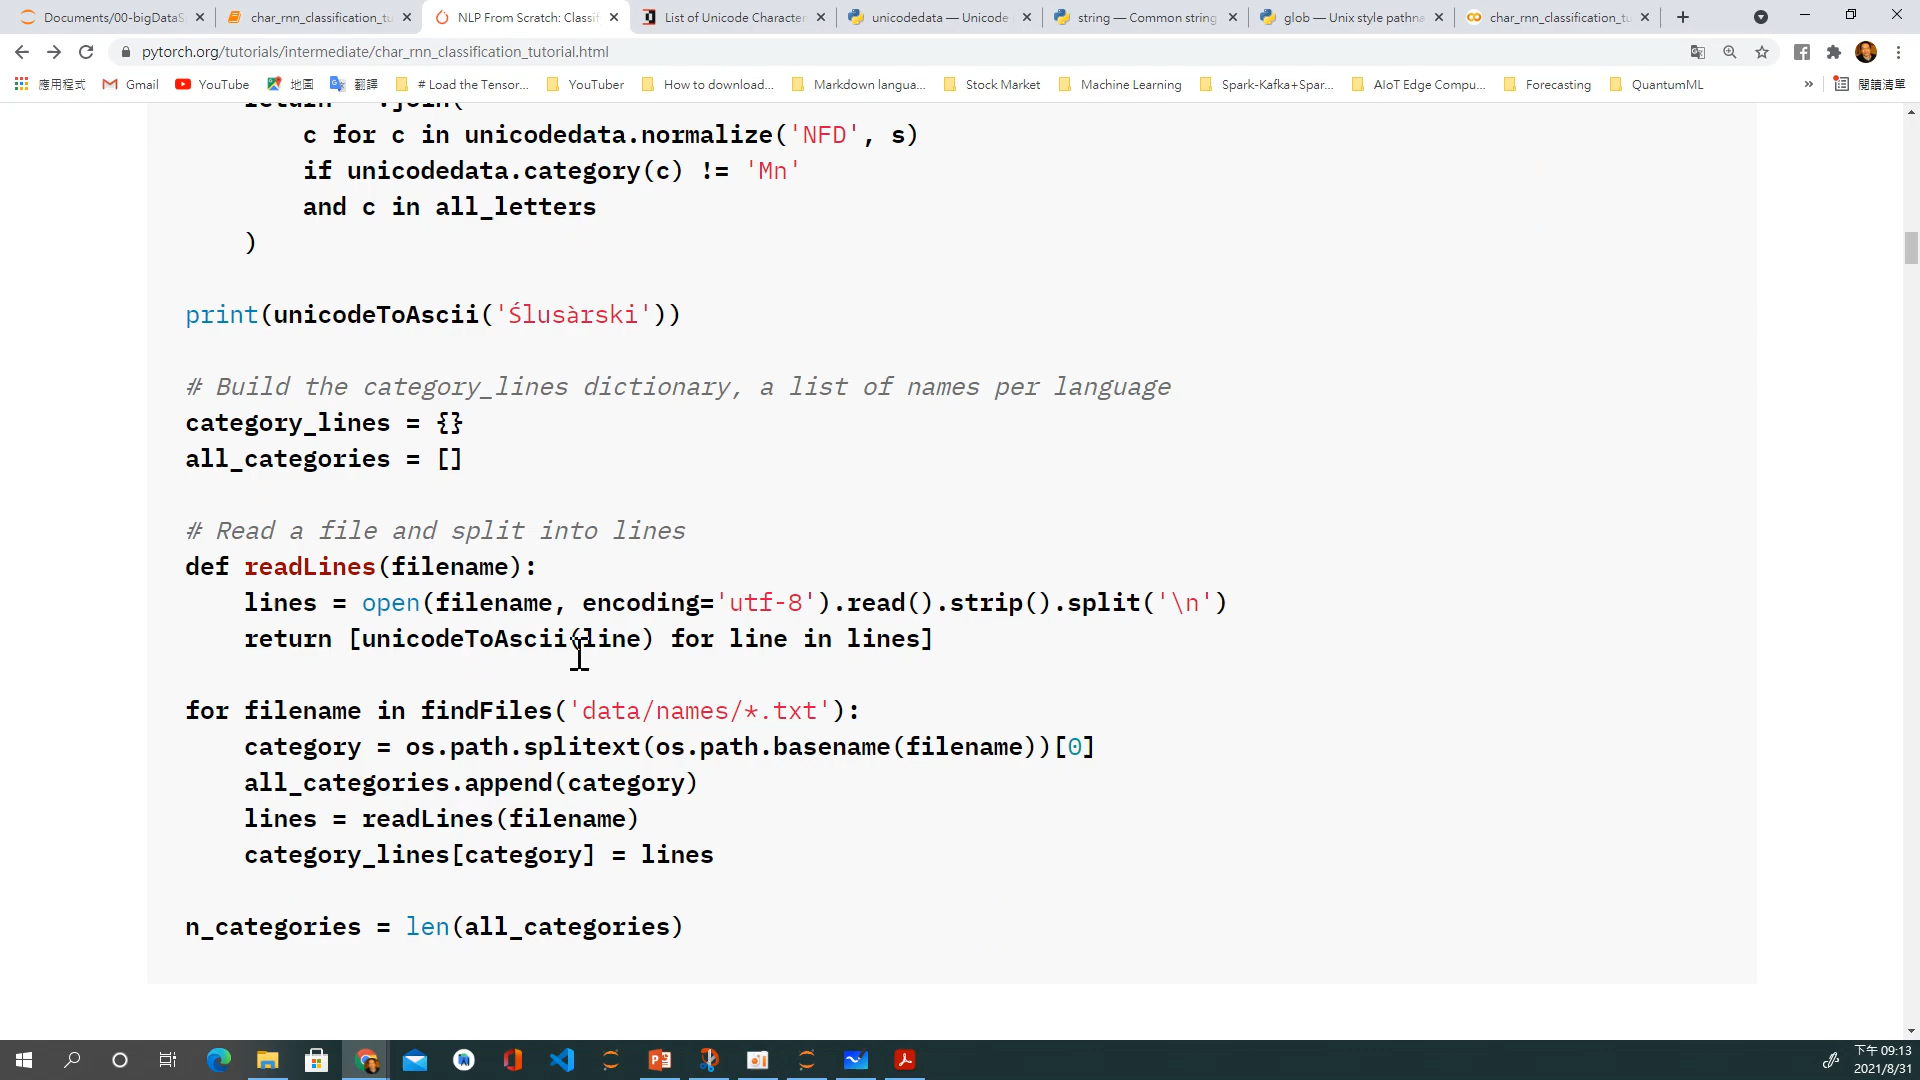 Documents/00-bigDataS
char_rnn_classification_tu
NLP From Scratch: Classif
List of Unicode Character
unicodedata — Unicode
string — Common string
glob — Unix style pathna
char_rnn_classification_tu
pytorch.org/tutorials/intermediate/char_rnn_classification_tutorial.html
應用程式
Gmail
YouTube
地圖
翻譯
# Load the Tensor...
YouTuber
How to download...
Markdown langua...
Stock Market
Machine Learning
Spark-Kafka+Spar...
AIoT Edge Compu...
Forecasting
QuantumML
»
閱讀清單
return ''.join(
c for c in unicodedata.normalize('NFD', s)
if unicodedata.category(c) != 'Mn'
and c in all_letters
)
print(unicodeToAscii('Ślusàrski'))
# Build the category_lines dictionary, a list of names per language
category_lines = {}
all_categories = []
# Read a file and split into lines
def readLines(filename):
lines = open(filename, encoding='utf-8').read().strip().split('\n')
return [unicodeToAscii(line) for line in lines]
for filename in findFiles('data/names/*.txt'):
category = os.path.splitext(os.path.basename(filename))[0]
all_categories.append(category)
lines = readLines(filename)
category_lines[category] = lines
n_categories = len(all_categories)
下午 09:13
2021/8/31